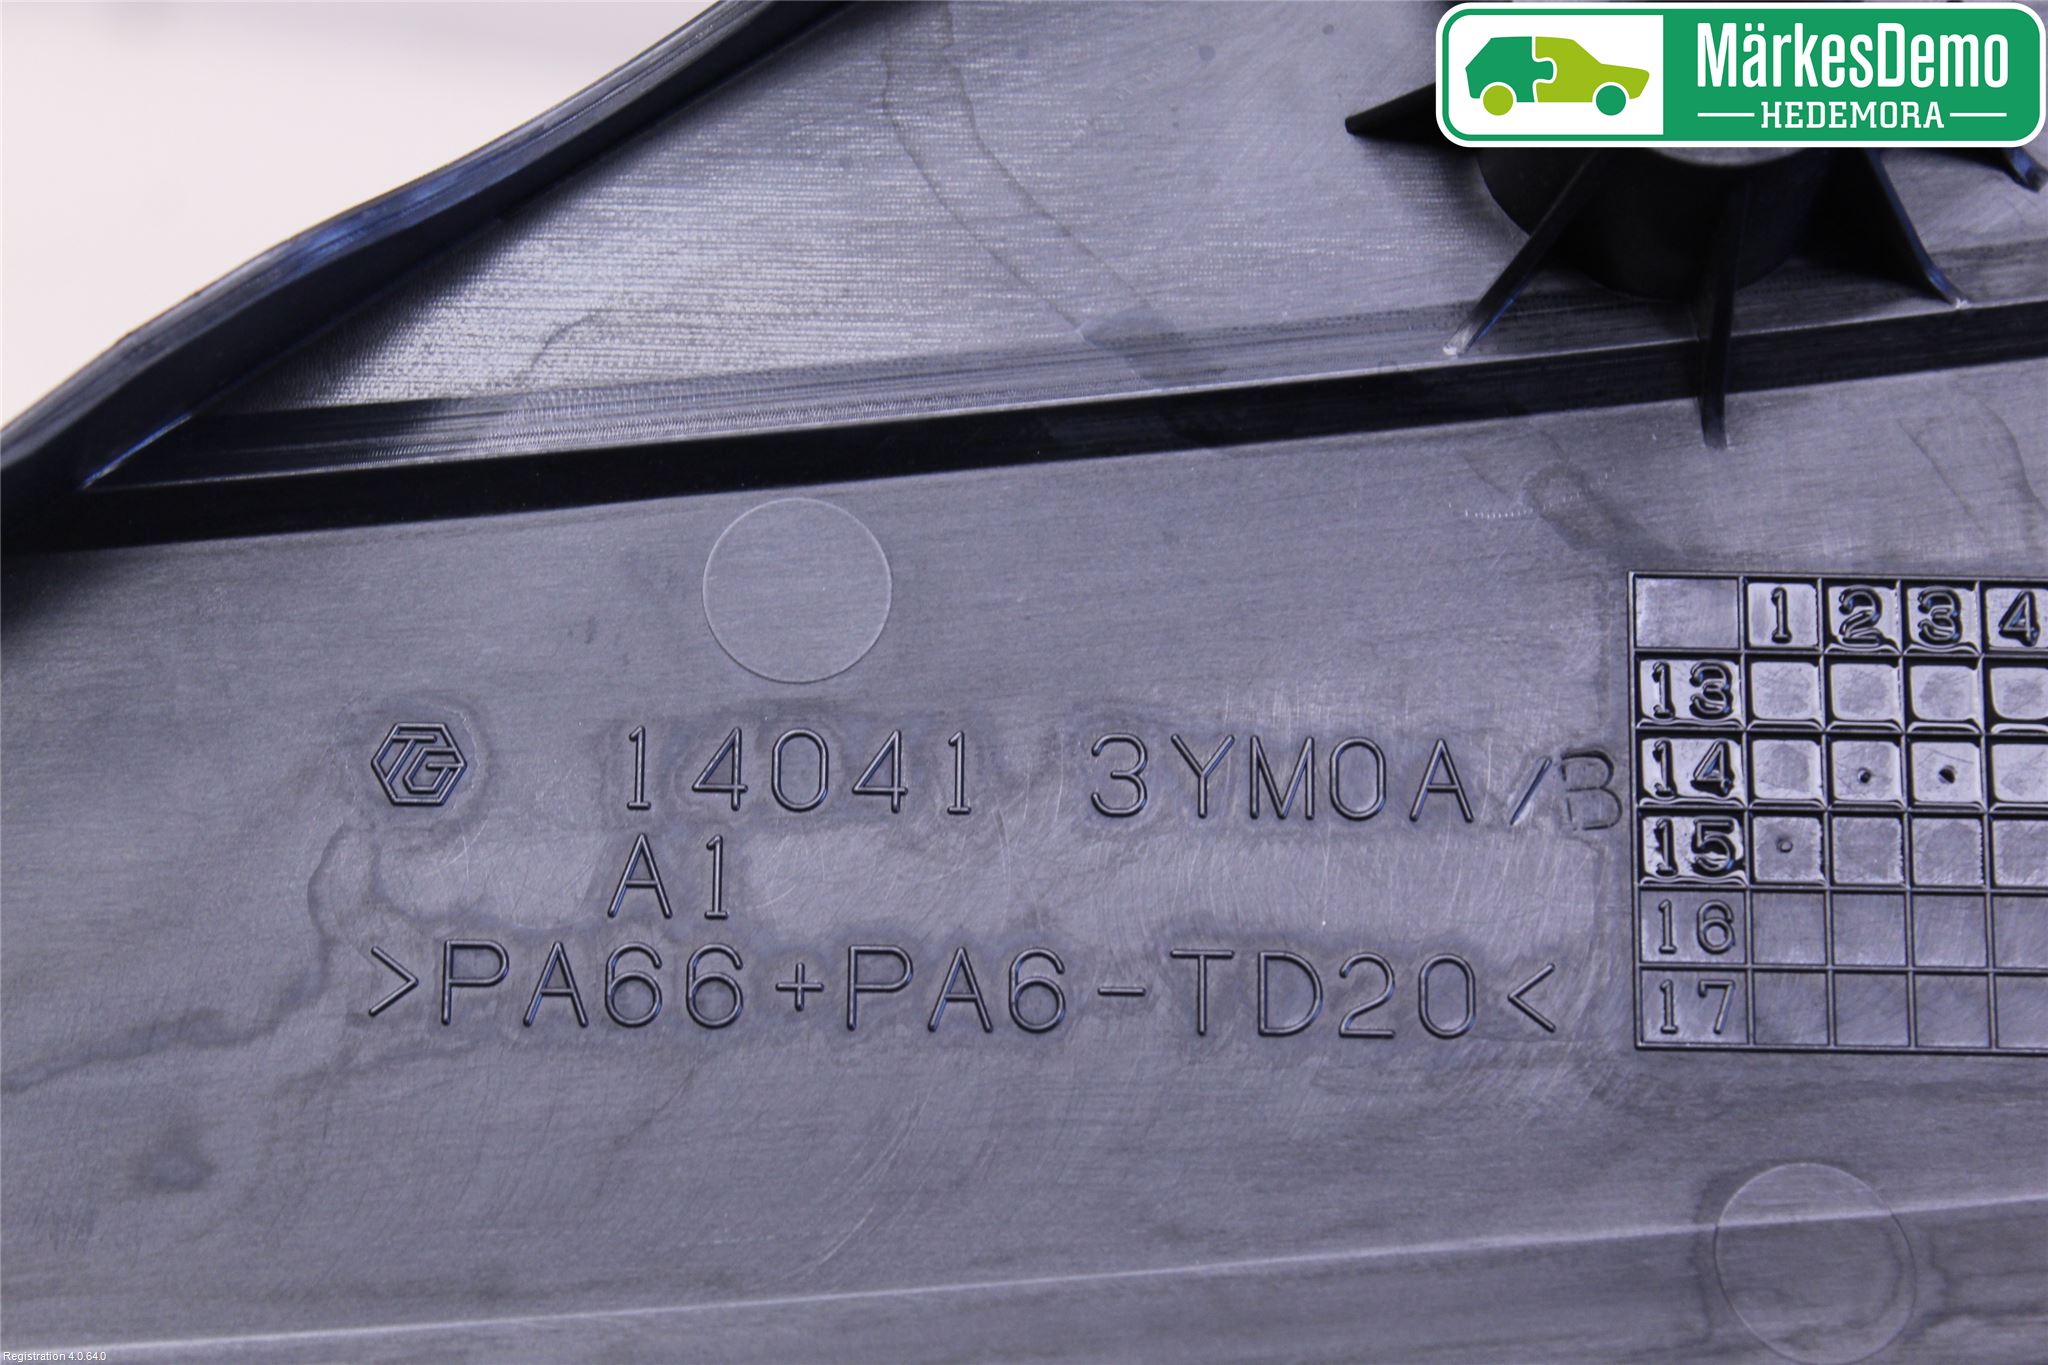 MärkesDemo
HEDEMORA
TG 14041 3YM0A/B
A1
>PA66+PA6-TD20<
1 2 3 4
13
14
15
16
17
Registration 4.0.64.0